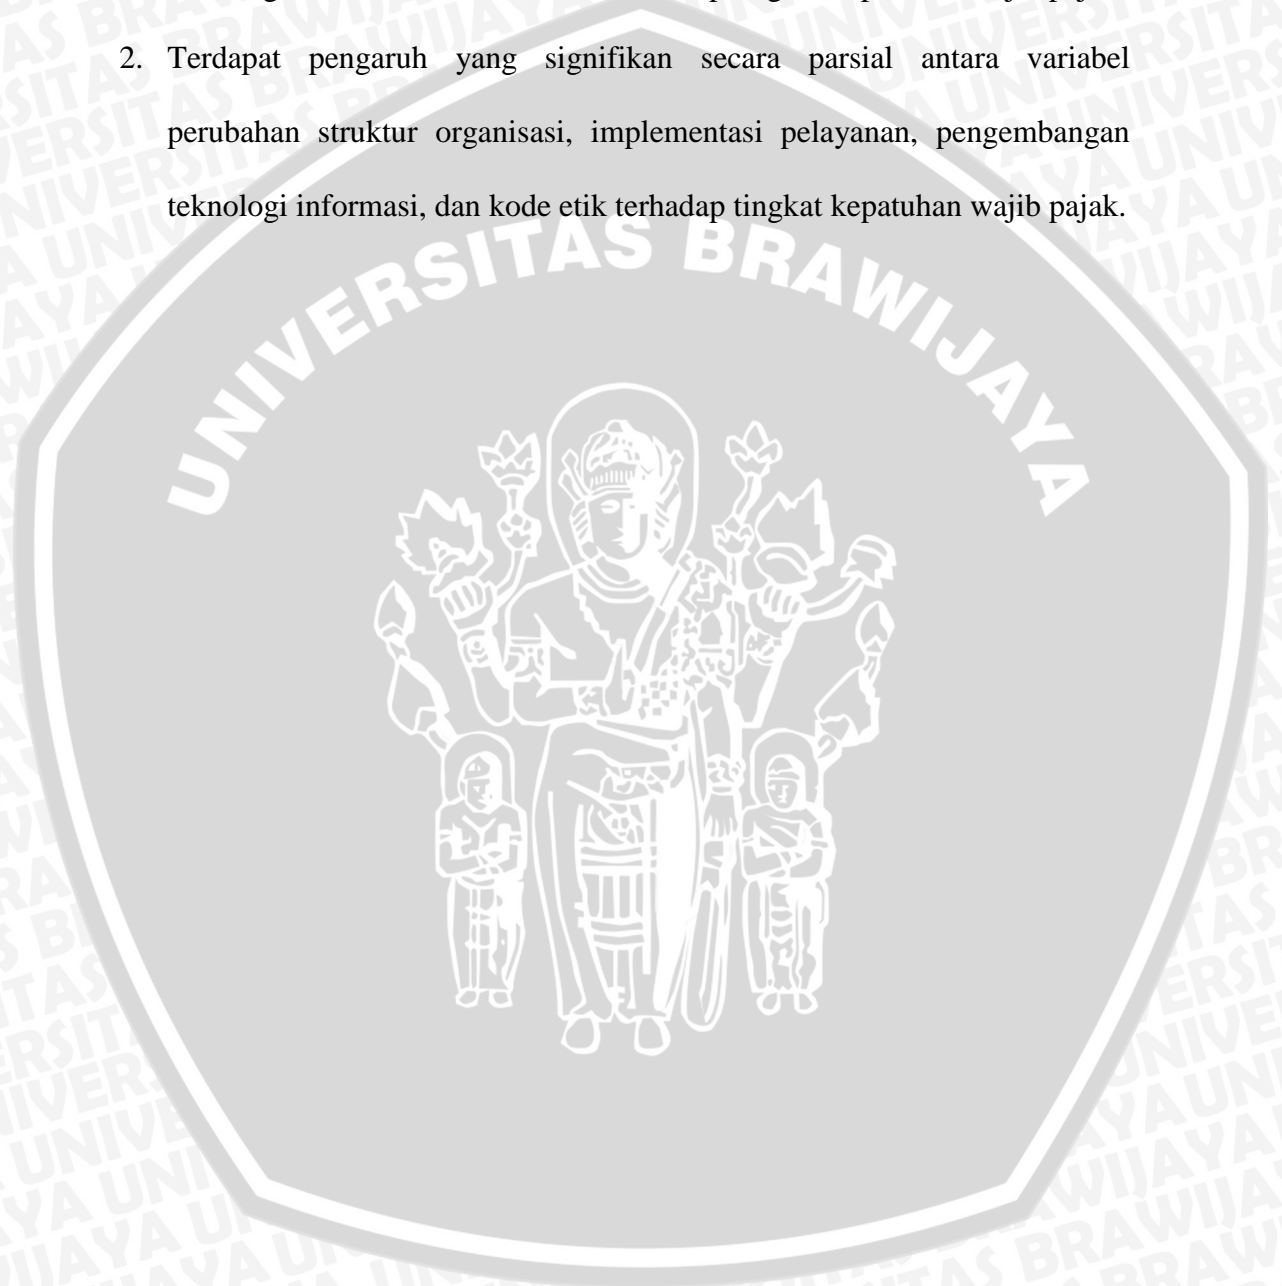 2. Terdapat pengaruh yang signifikan secara parsial antara variabel
perubahan struktur organisasi, implementasi pelayanan, pengembangan
teknologi informasi, dan kode etik terhadap tingkat kepatuhan wajib pajak.
UNIVERSITAS BRAWIJAYA